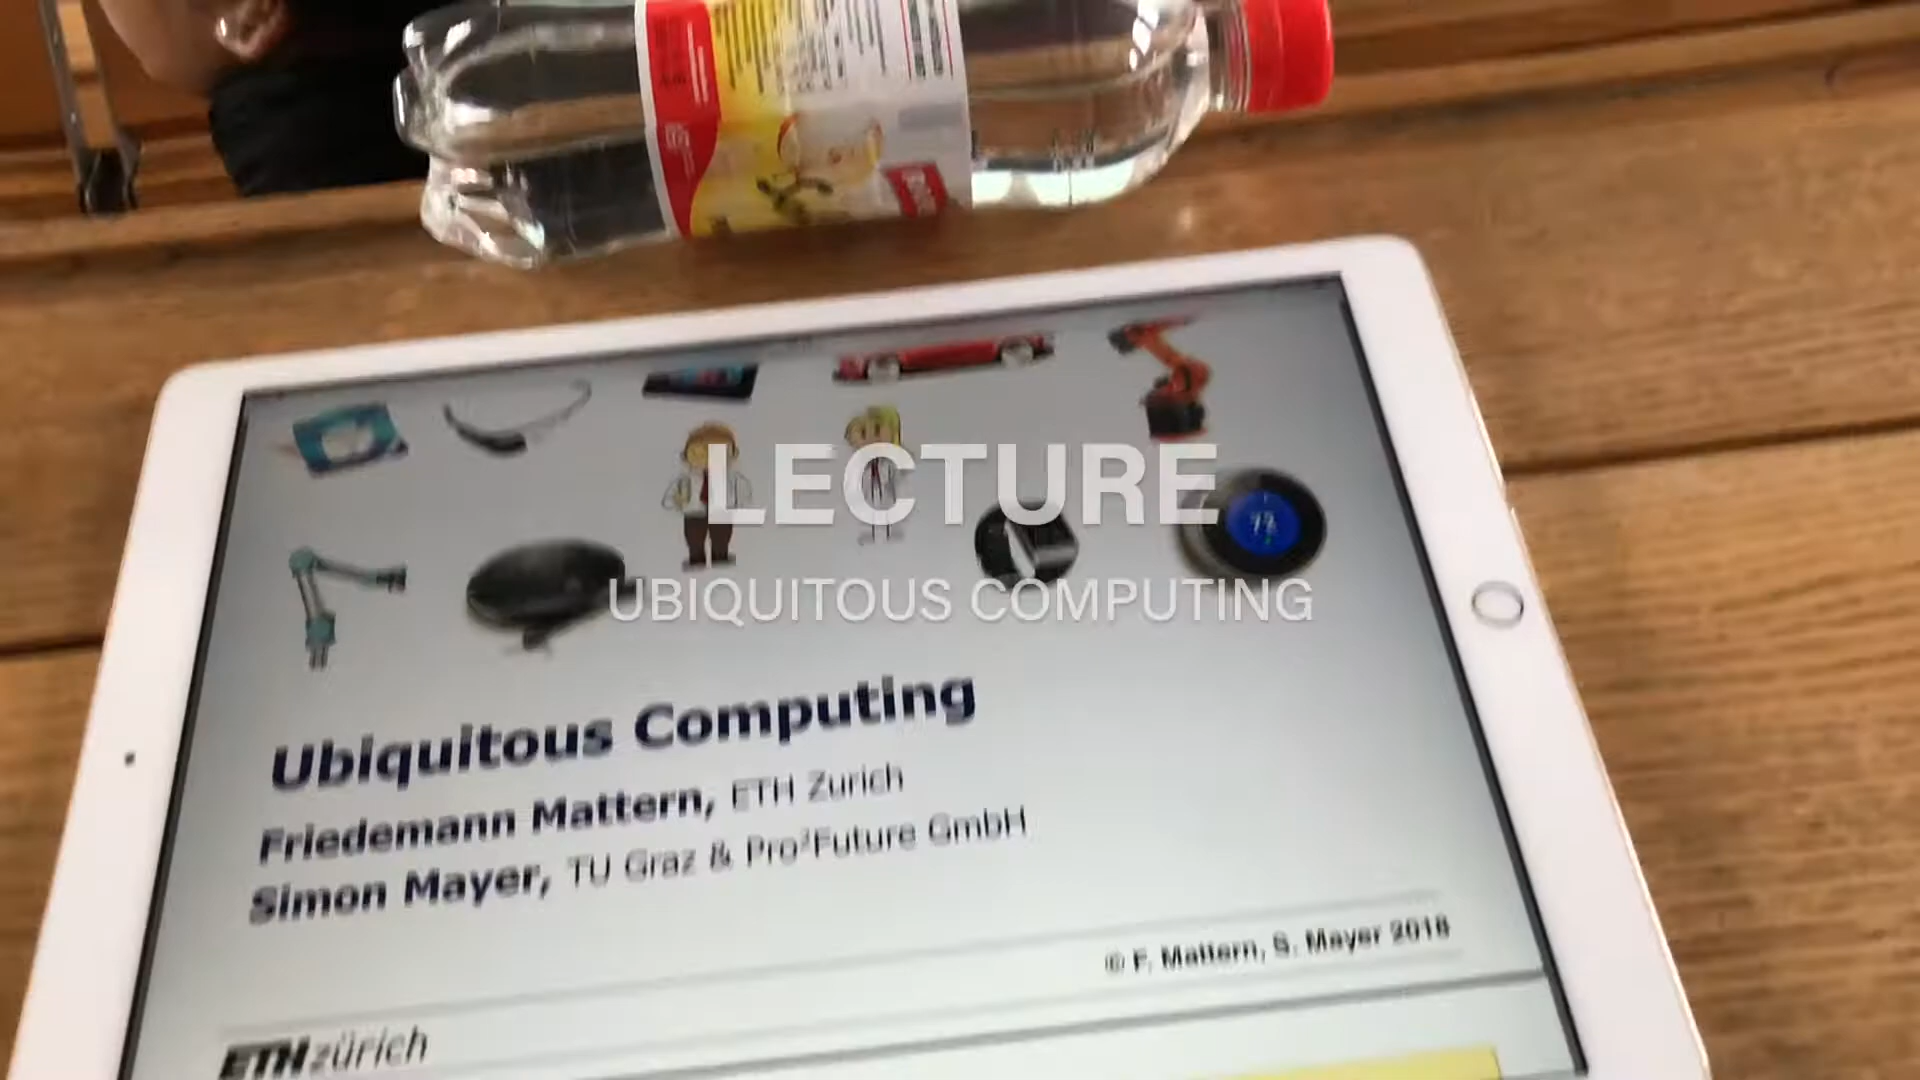 LECTURE
UBIQUITOUS COMPUTING
Ubiquitous Computing
Friedemann Mattern, ETH Zurich
Simon Mayer, TU Graz & Pro²Future GmbH
© F. Mattern, S. Mayer 2018
ETH zürich